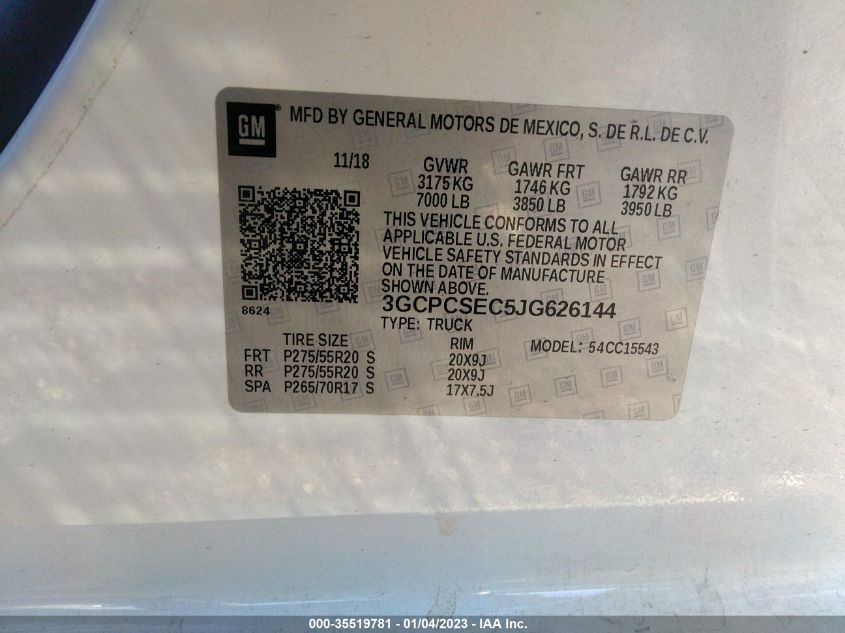 GM ® MFD BY GENERAL MOTORS DE MEXICO, S. DE R.L. DE C.V.
11/18 GVWR GAWR FRT GAWR RR
3175 KG 1746 KG 1792 KG
7000 LB 3850 LB 3950 LB
THIS VEHICLE CONFORMS TO ALL
APPLICABLE U.S. FEDERAL MOTOR
VEHICLE SAFETY STANDARDS IN EFFECT
ON THE DATE OF MANUFACTURE
SHOWN ABOVE.
8624 3GCPCSEC5JG626144
TYPE: TRUCK
TIRE SIZE RIM MODEL: 54CC15543
FRT P275/55R20 S 20X9J
RR P275/55R20 S 20X9J
SPA P265/70R17 S 17X7.5J
000-35519781 - 01/04/2023 - IAA Inc.